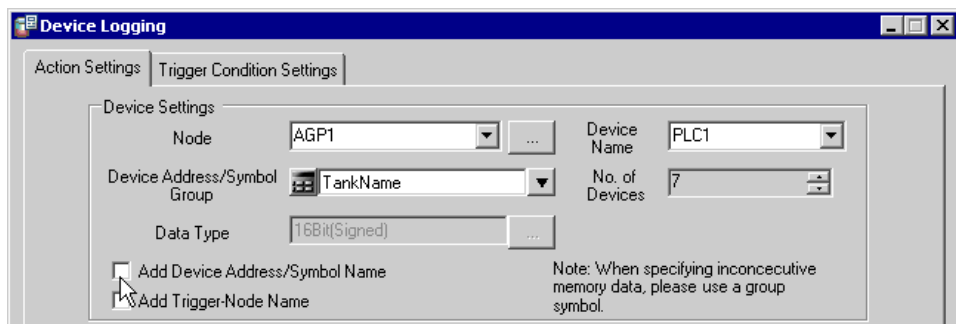 Device Logging
Action Settings
Trigger Condition Settings
Device Settings
Node
AGP1
...
Device
Name
PLC1
Device Address/Symbol
Group
TankName
No. of
Devices
7
Data Type
16Bit(Signed)
...
Add Device Address/Symbol Name
Add Trigger-Node Name
Note: When specifying inconcecutive
memory data, please use a group
symbol.